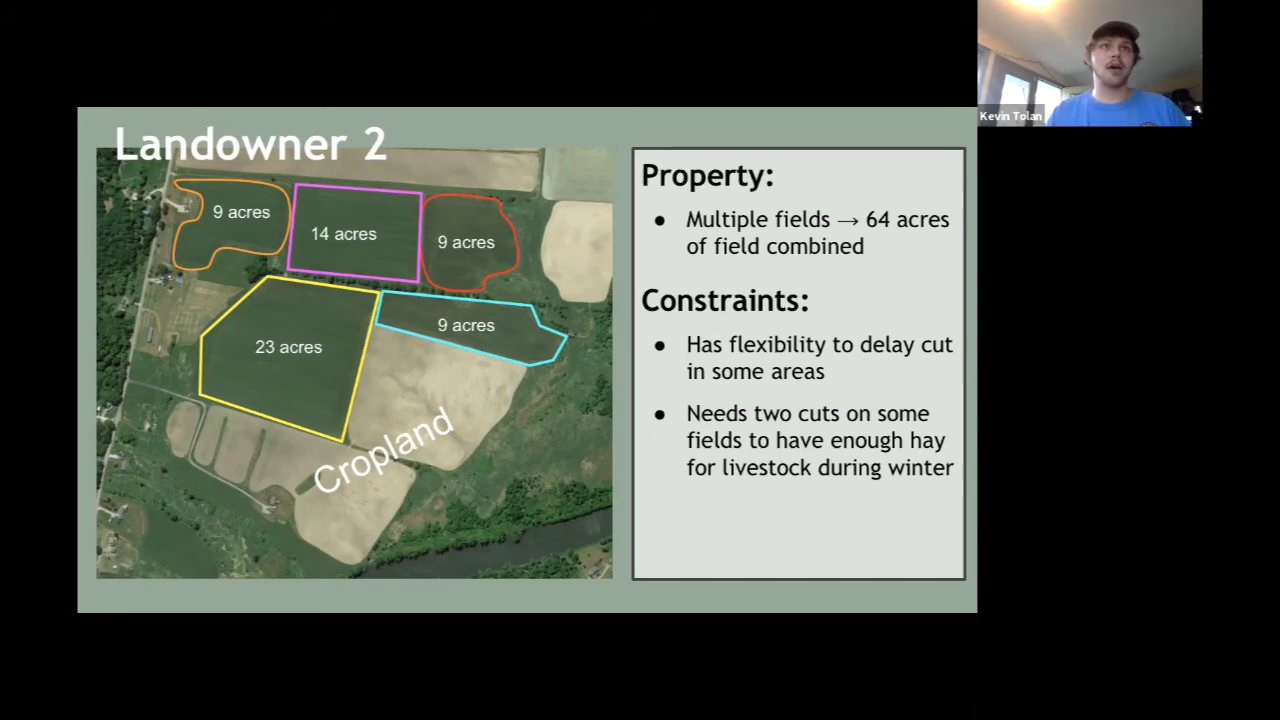 Kevin Tolan
Landowner 2
9 acres
14 acres
9 acres
23 acres
9 acres
Cropland
Property:
● Multiple fields → 64 acres
of field combined
Constraints:
● Has flexibility to delay cut
in some areas
● Needs two cuts on some
fields to have enough hay
for livestock during winter